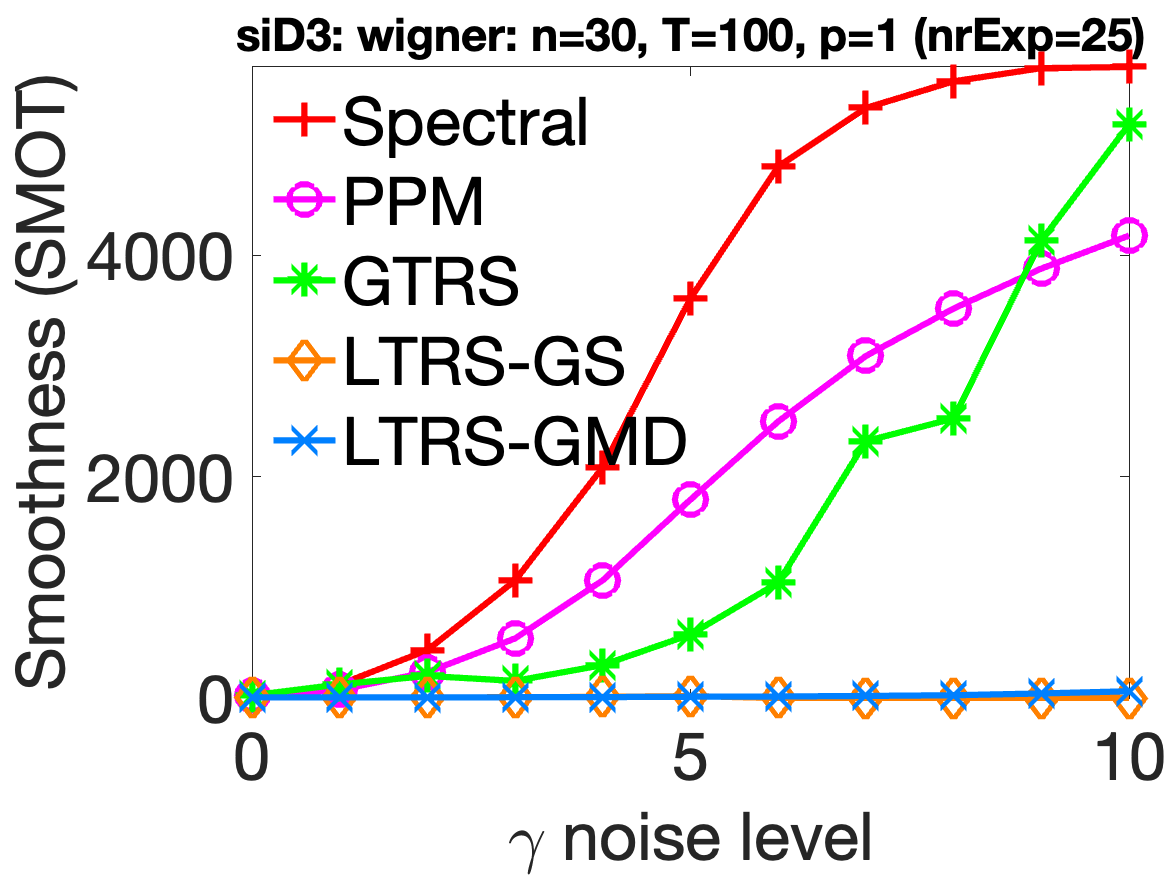 siD3: wigner: n=30, T=100, p=1 (nrExp=25)
Smoothness (SMOT)
Spectral
PPM
GTRS
LTRS-GS
LTRS-GMD
4000
2000
0
0 5 10
γ noise level